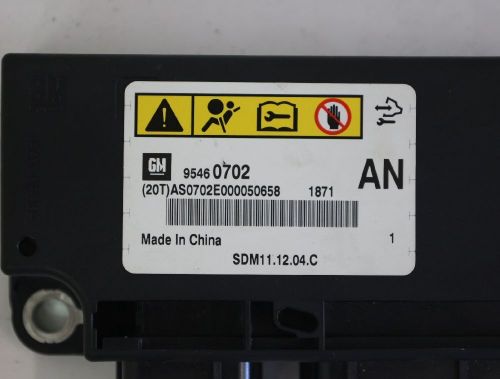 GM 9546 0702 AN
(20T)AS0702E000050658 1871
Made In China 1
SDM11.12.04.C